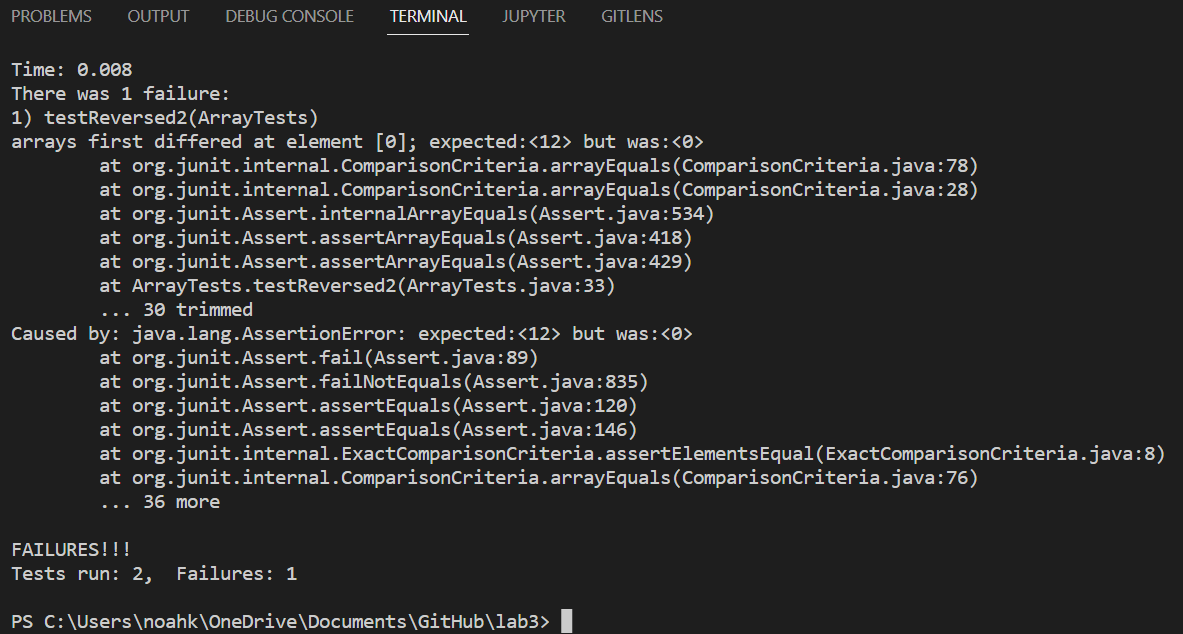 PROBLEMS OUTPUT DEBUG CONSOLE TERMINAL JUPYTER GITLENS
Time: 0.008
There was 1 failure:
1) testReversed2(ArrayTests)
arrays first differed at element [0]; expected:<12> but was:<0>
        at org.junit.internal.ComparisonCriteria.arrayEquals(ComparisonCriteria.java:78)
        at org.junit.internal.ComparisonCriteria.arrayEquals(ComparisonCriteria.java:28)
        at org.junit.Assert.internalArrayEquals(Assert.java:534)
        at org.junit.Assert.assertArrayEquals(Assert.java:418)
        at org.junit.Assert.assertArrayEquals(Assert.java:429)
        at ArrayTests.testReversed2(ArrayTests.java:33)
        ... 30 trimmed
Caused by: java.lang.AssertionError: expected:<12> but was:<0>
        at org.junit.Assert.fail(Assert.java:89)
        at org.junit.Assert.failNotEquals(Assert.java:835)
        at org.junit.Assert.assertEquals(Assert.java:120)
        at org.junit.Assert.assertEquals(Assert.java:146)
        at org.junit.internal.ExactComparisonCriteria.assertElementsEqual(ExactComparisonCriteria.java:8)
        at org.junit.internal.ComparisonCriteria.arrayEquals(ComparisonCriteria.java:76)
        ... 36 more
FAILURES!!!
Tests run: 2,  Failures: 1
PS C:\Users\noahk\OneDrive\Documents\GitHub\lab3>